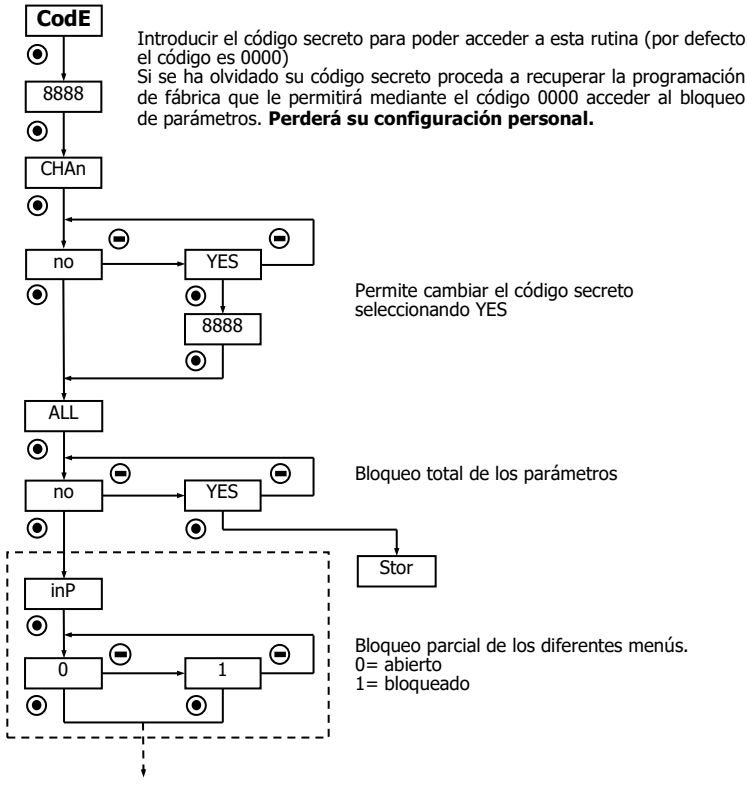 CodE
Introducir el código secreto para poder acceder a esta rutina (por defecto
el código es 0000)
Si se ha olvidado su código secreto proceda a recuperar la programación
de fábrica que le permitirá mediante el código 0000 acceder al bloqueo
de parámetros. Perderá su configuración personal.
8888
CHAn
no
YES
Permite cambiar el código secreto
seleccionando YES
8888
ALL
Bloqueo total de los parámetros
no
YES
Stor
inP
Bloqueo parcial de los diferentes menús.
0= abierto
1= bloqueado
0
1